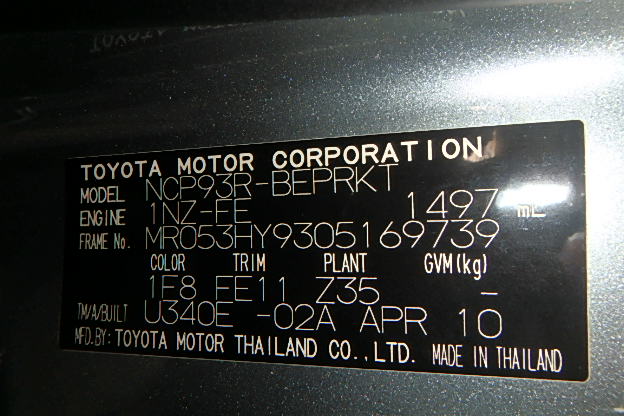 TOYOTA MOTOR CORPORATION
MODEL NCP93R-BEPRKT
ENGINE 1NZ-FE 1497 mL
FRAME No. MR053HY9305169739
COLOR TRIM PLANT GVM(kg)
1F8 FE11 Z35 -
TM/A/BUILT U340E -02A APR 10
MFD.BY: TOYOTA MOTOR THAILAND CO.,LTD. MADE IN THAILAND